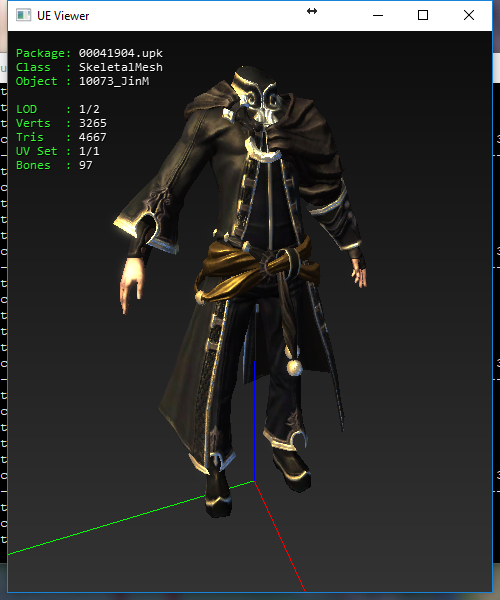 UE Viewer
Package: 00041904.upk
Class  : SkeletalMesh
Object : 10073_JinM
LOD    : 1/2
Verts  : 3265
Tris   : 4667
UV Set : 1/1
Bones  : 97